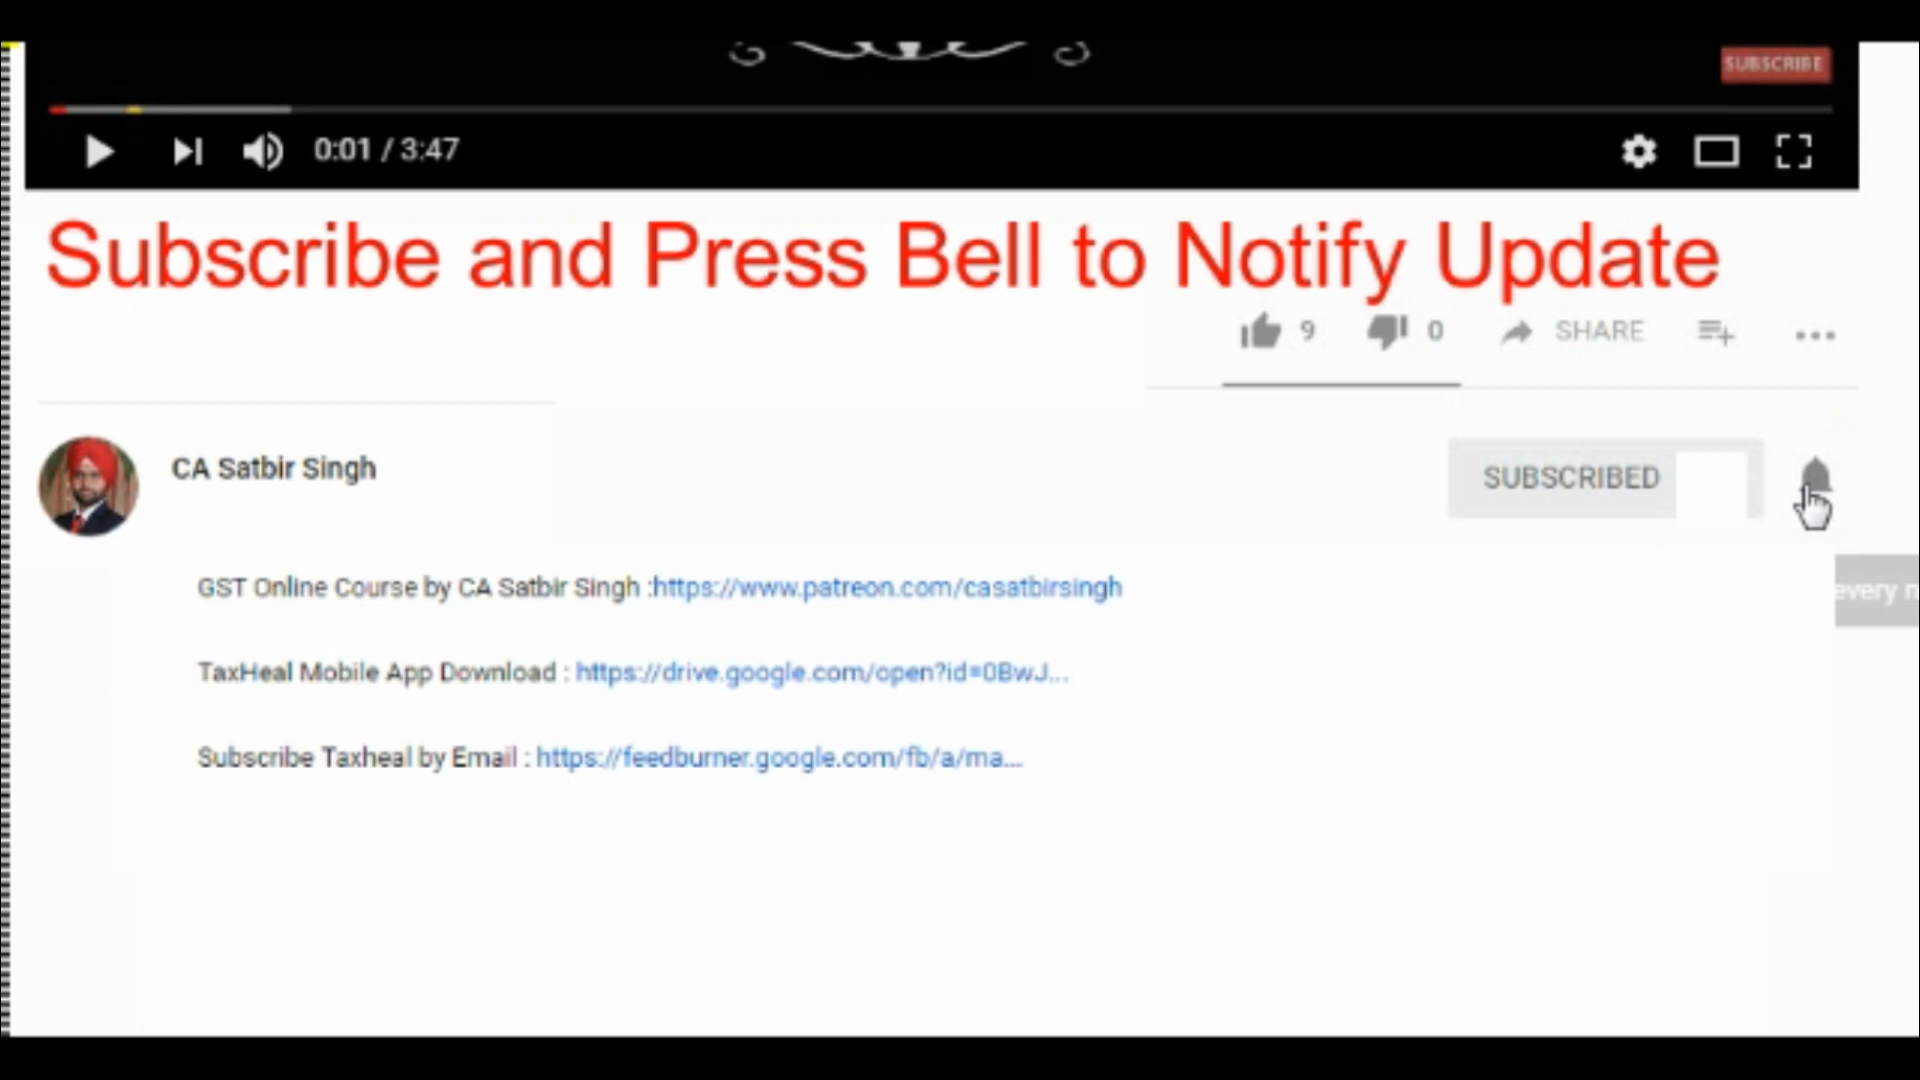 SUBSCRIBE
0:01 / 3:47
Subscribe and Press Bell to Notify Update
9 0 SHARE
CA Satbir Singh
SUBSCRIBED
GST Online Course by CA Satbir Singh :https://www.patreon.com/casatbirsingh
every n
TaxHeal Mobile App Download : https://drive.google.com/open?id=0BwJ...
Subscribe Taxheal by Email : https://feedburner.google.com/fb/a/ma...